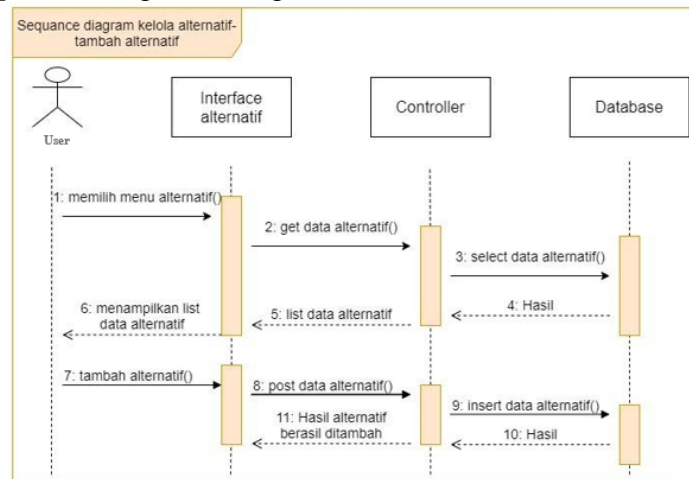 Sequance diagram kelola alternatif-
tambah alternatif
User
Interface
alternatif
Controller
Database
1: memilih menu alternatif()
2: get data alternatif()
3: select data alternatif()
4: Hasil
5: list data alternatif
6: menampilkan list
data alternatif
7: tambah alternatif()
8: post data alternatif()
9: insert data alternatif()
10: Hasil
11: Hasil alternatif
berasil ditambah